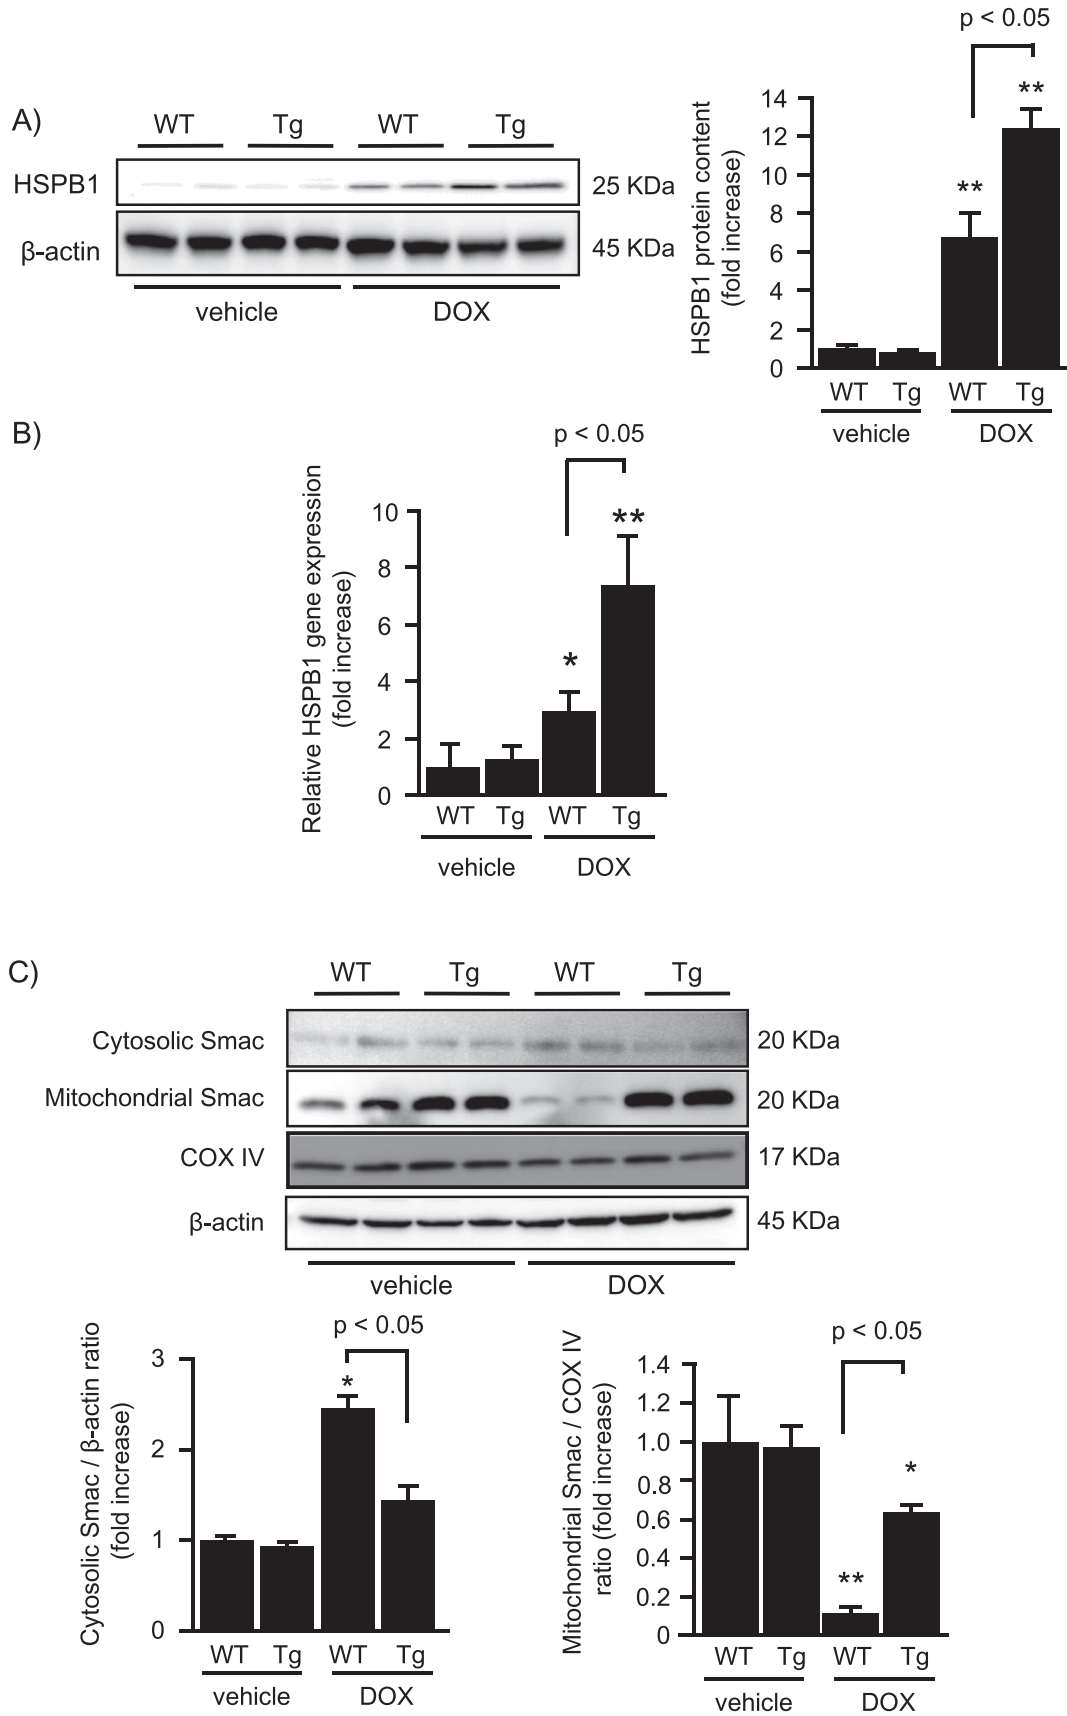 A)
WT Tg WT Tg
HSPB1 25 KDa
β-actin 45 KDa
vehicle DOX
p < 0.05
**
**
HSPB1 protein content
(fold increase)
14
12
10
8
6
4
2
0
WT Tg WT Tg
vehicle DOX
B)
p < 0.05
**
*
Relative HSPB1 gene expression
(fold increase)
10
8
6
4
2
0
WT Tg WT Tg
vehicle DOX
C)
WT Tg WT Tg
Cytosolic Smac 20 KDa
Mitochondrial Smac 20 KDa
COX IV 17 KDa
β-actin 45 KDa
vehicle DOX
p < 0.05
*
Cytosolic Smac / β-actin ratio
(fold increase)
3
2
1
0
WT Tg WT Tg
vehicle DOX
p < 0.05
*
**
Mitochondrial Smac / COX IV
ratio (fold increase)
1.4
1.2
1.0
0.8
0.6
0.4
0.2
0
WT Tg WT Tg
vehicle DOX